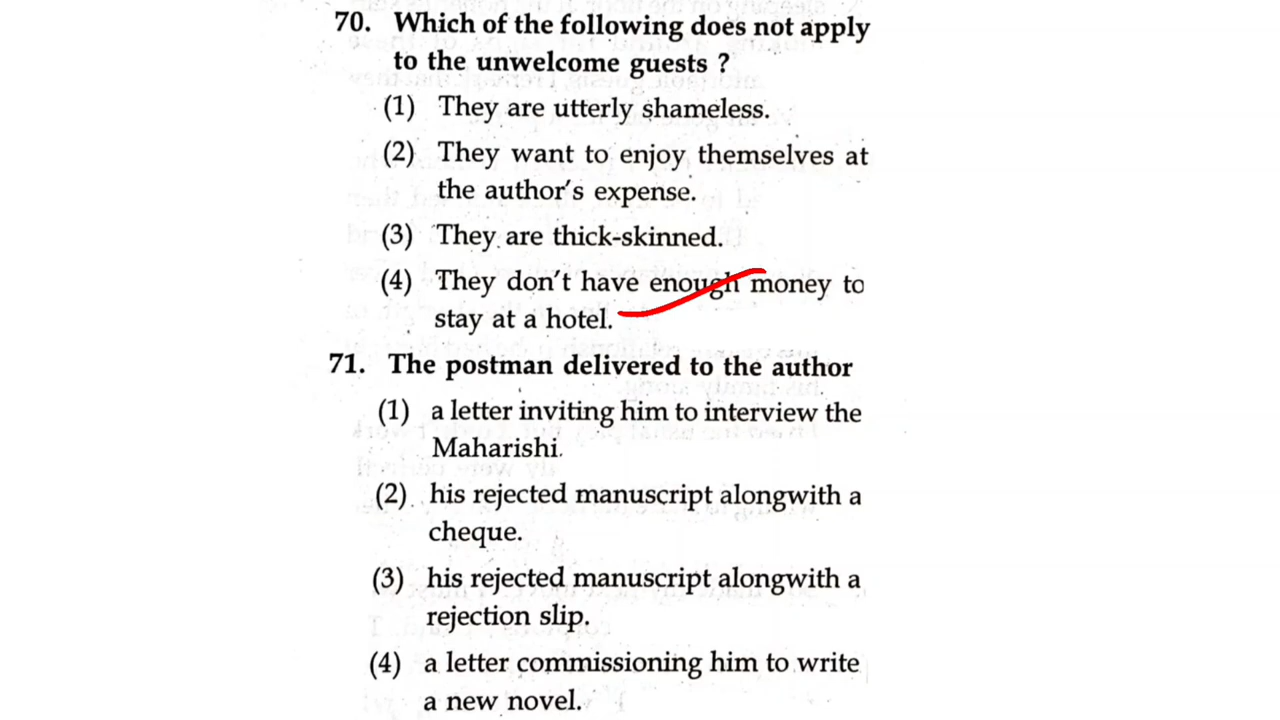 70. Which of the following does not apply
to the unwelcome guests ?
(1) They are utterly shameless.
(2) They want to enjoy themselves at
the author's expense.
(3) They are thick-skinned.
(4) They don't have enough money to
stay at a hotel.
71. The postman delivered to the author
(1) a letter inviting him to interview the
Maharishi.
(2) his rejected manuscript alongwith a
cheque.
(3) his rejected manuscript alongwith a
rejection slip.
(4) a letter commissioning him to write
a new novel.